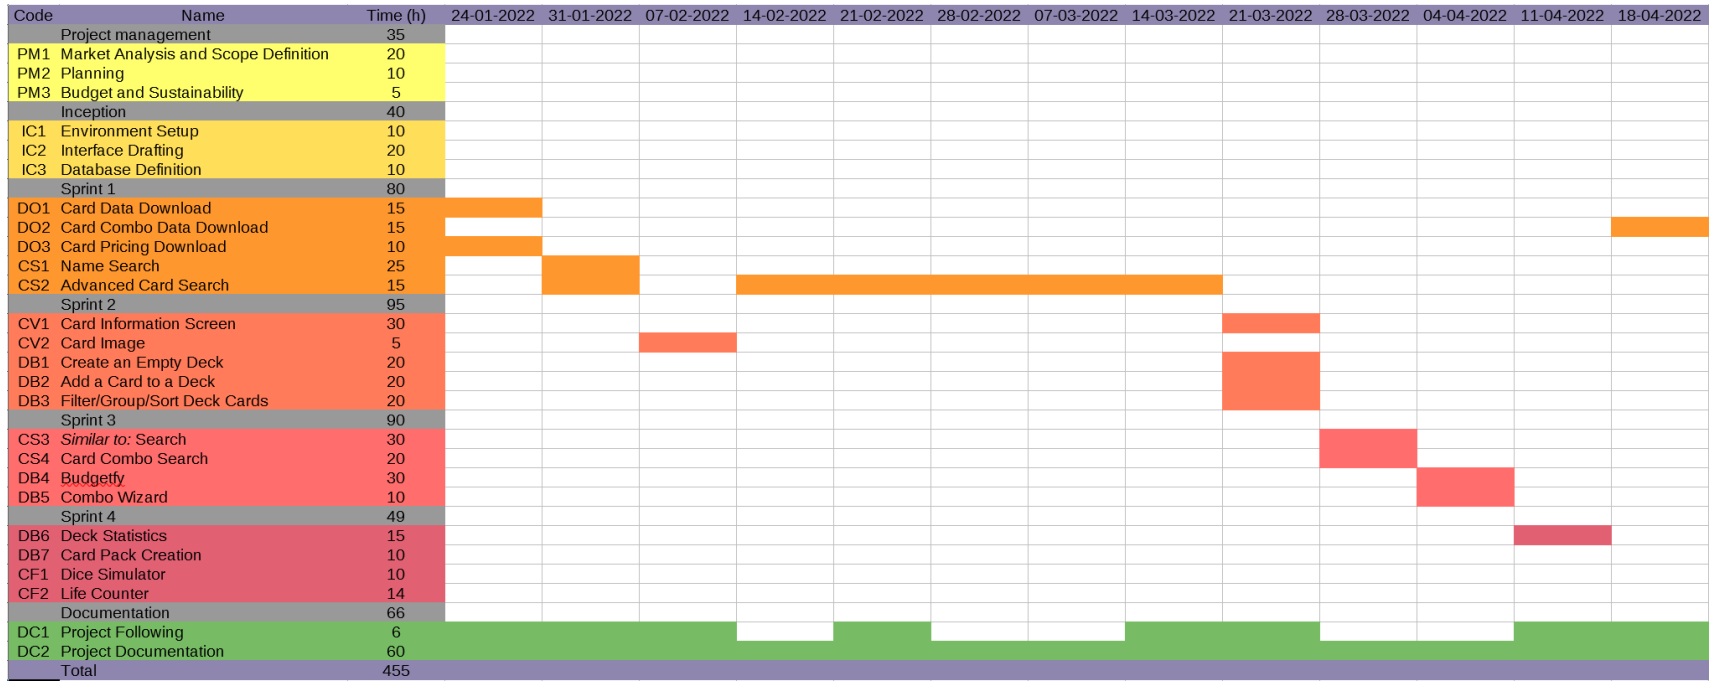 Code Name Time (h) 24-01-2022 31-01-2022 07-02-2022 14-02-2022 21-02-2022 28-02-2022 07-03-2022 14-03-2022 21-03-2022 28-03-2022 04-04-2022 11-04-2022 18-04-2022
Project management 35
PM1 Market Analysis and Scope Definition 20
PM2 Planning 10
PM3 Budget and Sustainability 5
Inception 40
IC1 Environment Setup 10
IC2 Interface Drafting 20
IC3 Database Definition 10
Sprint 1 80
DO1 Card Data Download 15
DO2 Card Combo Data Download 15
DO3 Card Pricing Download 10
CS1 Name Search 25
CS2 Advanced Card Search 15
Sprint 2 95
CV1 Card Information Screen 30
CV2 Card Image 5
DB1 Create an Empty Deck 20
DB2 Add a Card to a Deck 20
DB3 Filter/Group/Sort Deck Cards 20
Sprint 3 90
CS3 Similar to: Search 30
CS4 Card Combo Search 20
DB4 Budgetfy 30
DB5 Combo Wizard 10
Sprint 4 49
DB6 Deck Statistics 15
DB7 Card Pack Creation 10
CF1 Dice Simulator 10
CF2 Life Counter 14
Documentation 66
DC1 Project Following 6
DC2 Project Documentation 60
Total 455